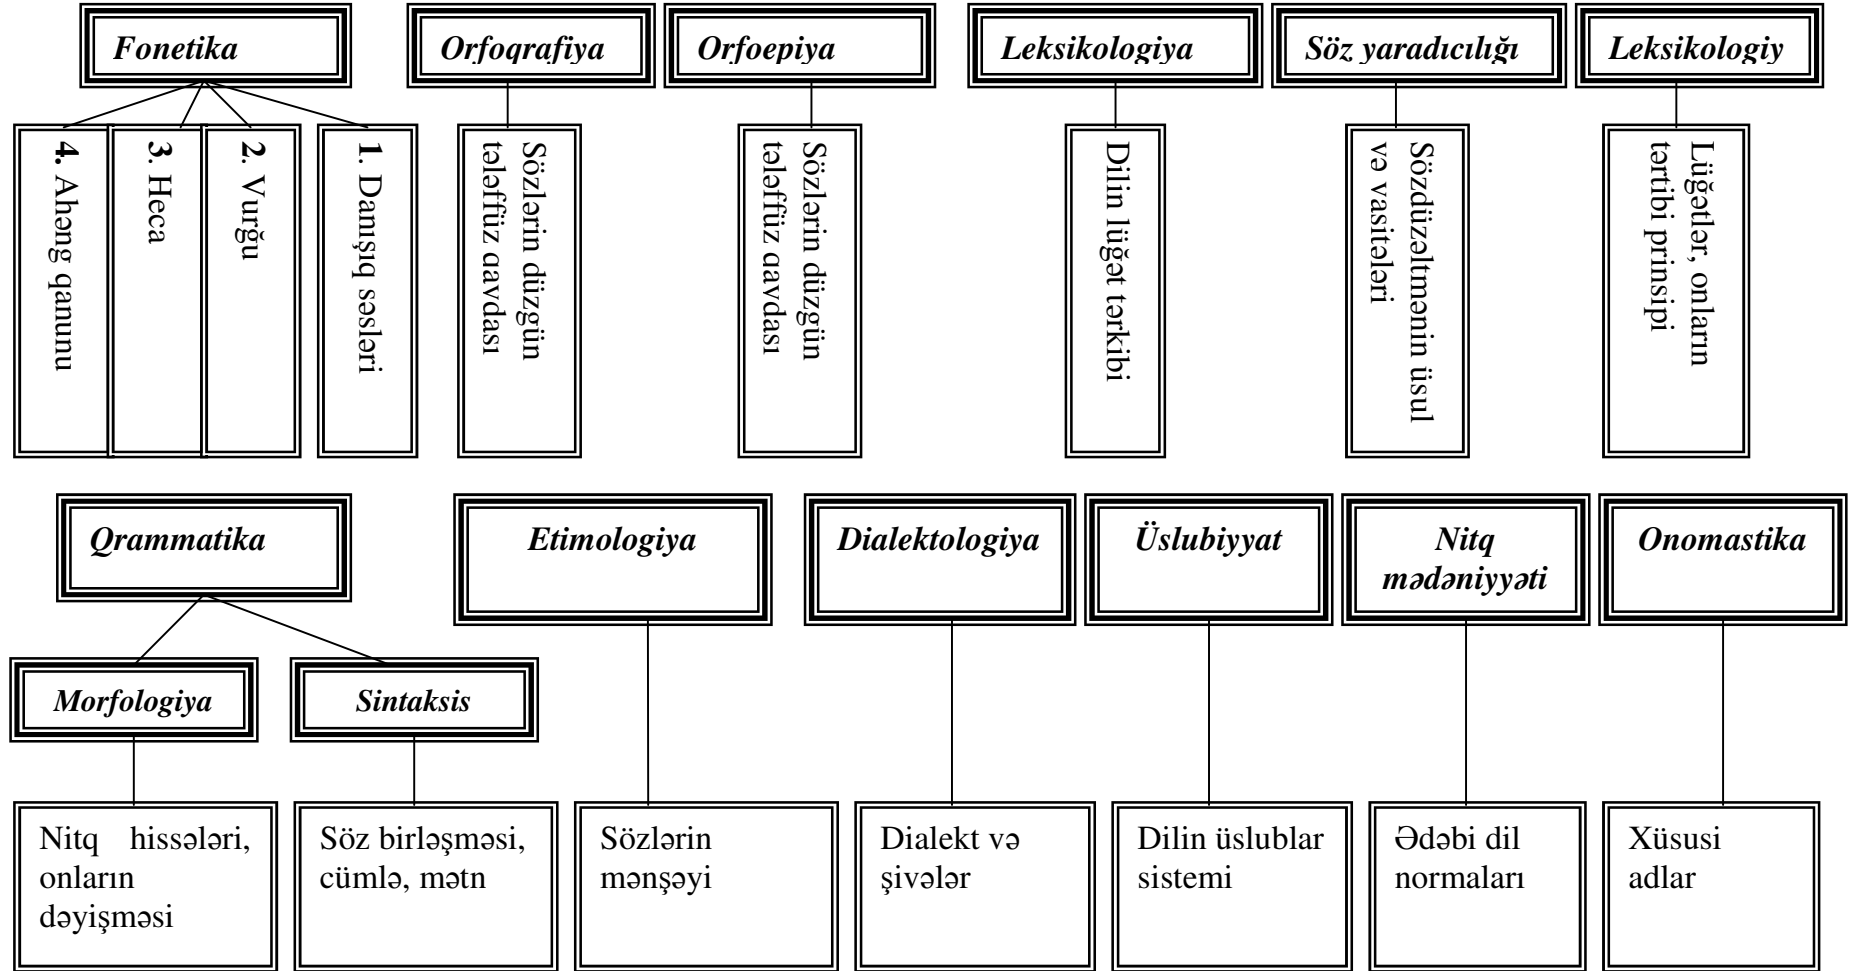 Fonetika
Orfoqrafiya
Orfoepiya
Leksikologiya
Söz yaradıcılığı
Leksikologiy
4. Ahəng qanunu
3. Heca
2. Vurğu
1. Danışıq səsləri
Sözlərin düzgün
tələffüz qaydası
Sözlərin düzgün
tələffüz qaydası
Dilin lüğət tərkibi
Sözdüzəltmənin üsul
və vasitələri
Lüğətlər, onların
tərtibi prinsipi
Qrammatika
Etimologiya
Dialektologiya
Üslubiyyat
Nitq
mədəniyyəti
Onomastika
Morfologiya
Sintaksis
Nitq hissələri,
onların
dəyişməsi
Söz birləşməsi,
cümlə, mətn
Sözlərin
mənşəyi
Dialekt və
şivələr
Dilin üslublar
sistemi
Ədəbi dil
normaları
Xüsusi
adlar